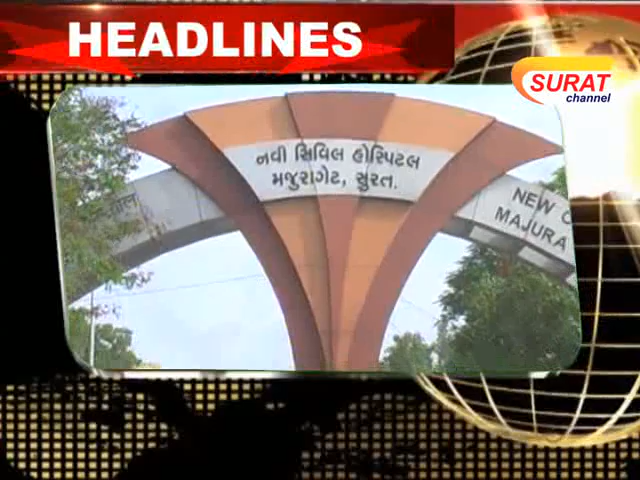 HEADLINES
SURAT
channel
નવી સિવિલ હોસ્પિટલ
મજુરાગેટ, સુરત.
NEW
MAJURA